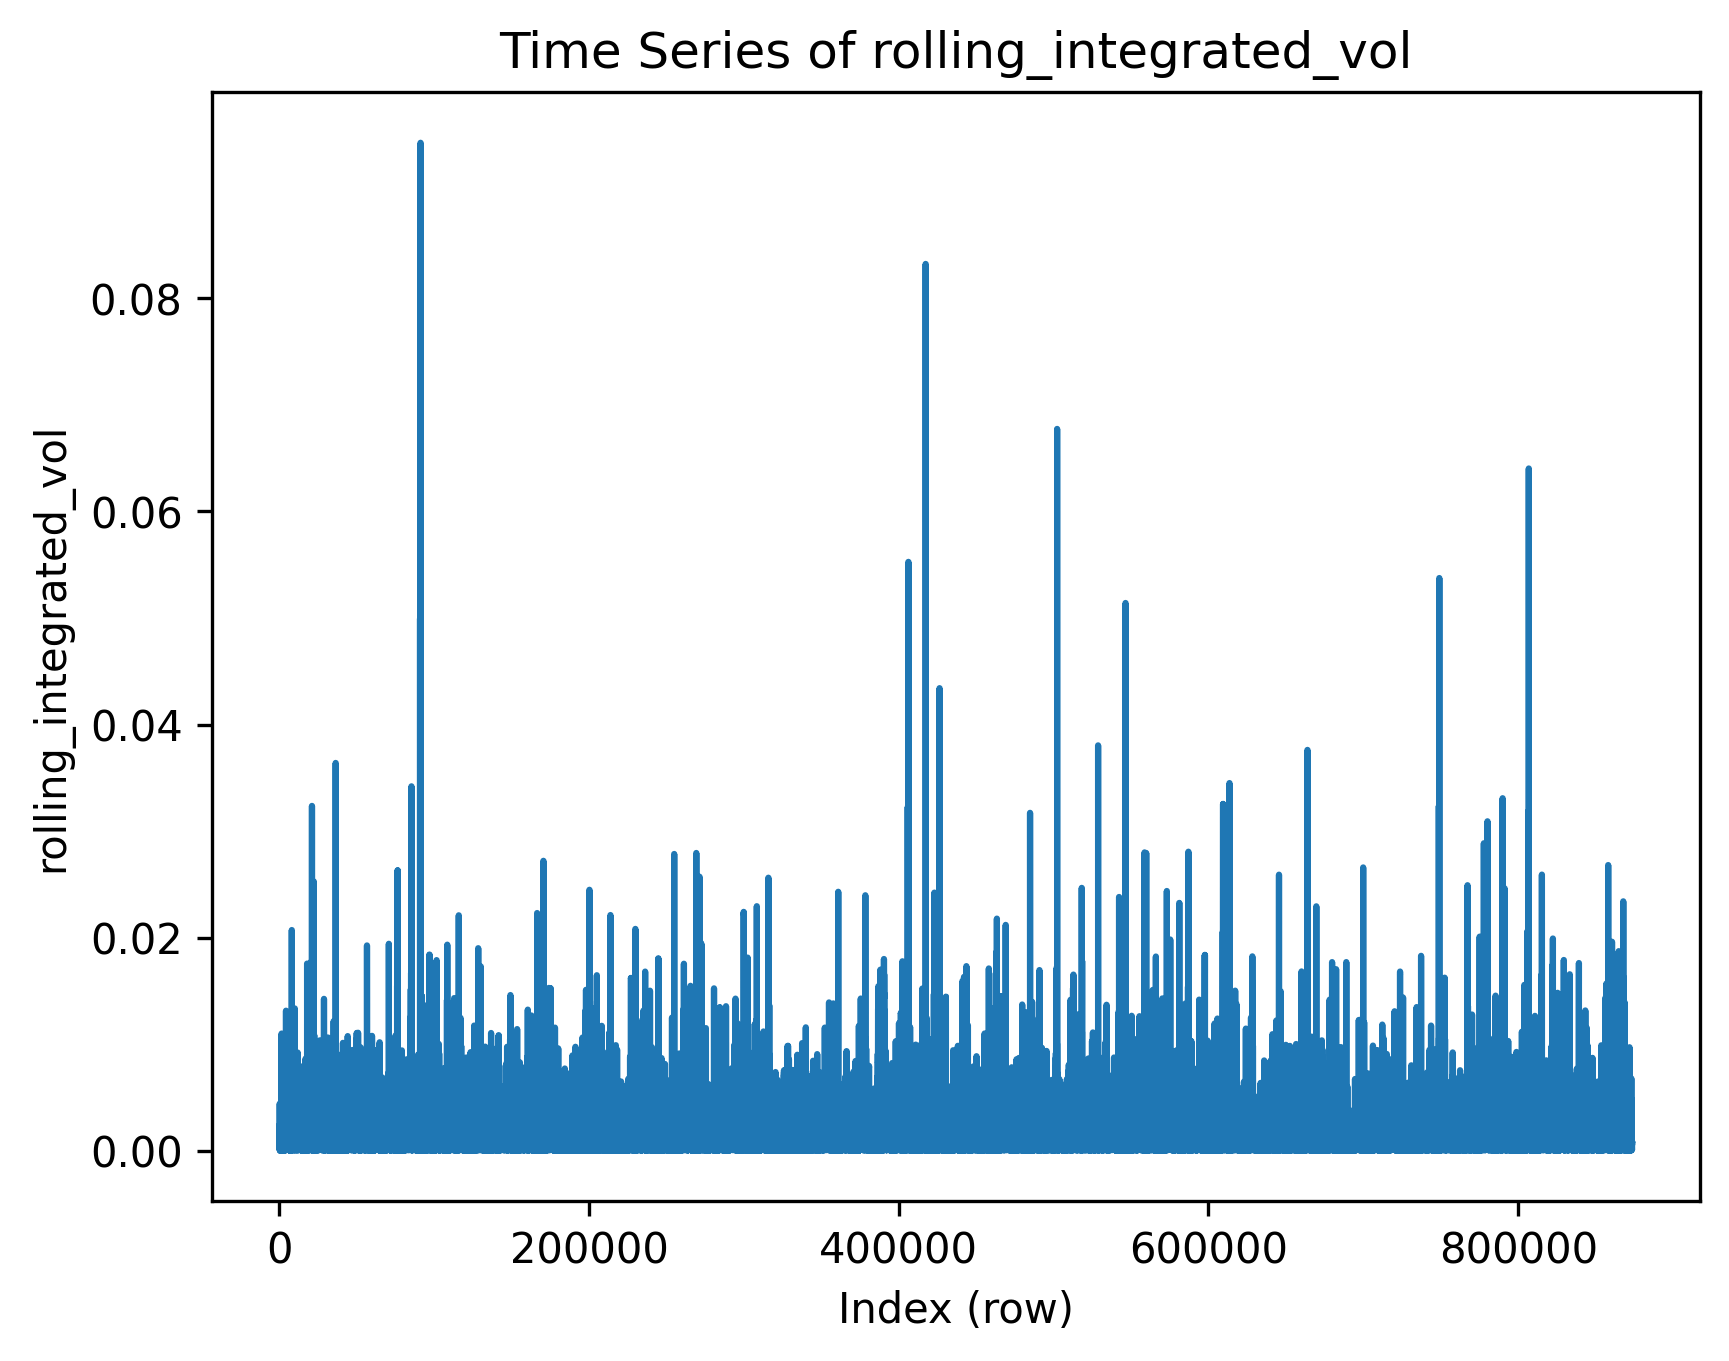 Time Series of rolling_integrated_vol
rolling_integrated_vol
0.08
0.06
0.04
0.02
0.00
0 200000 400000 600000 800000
Index (row)